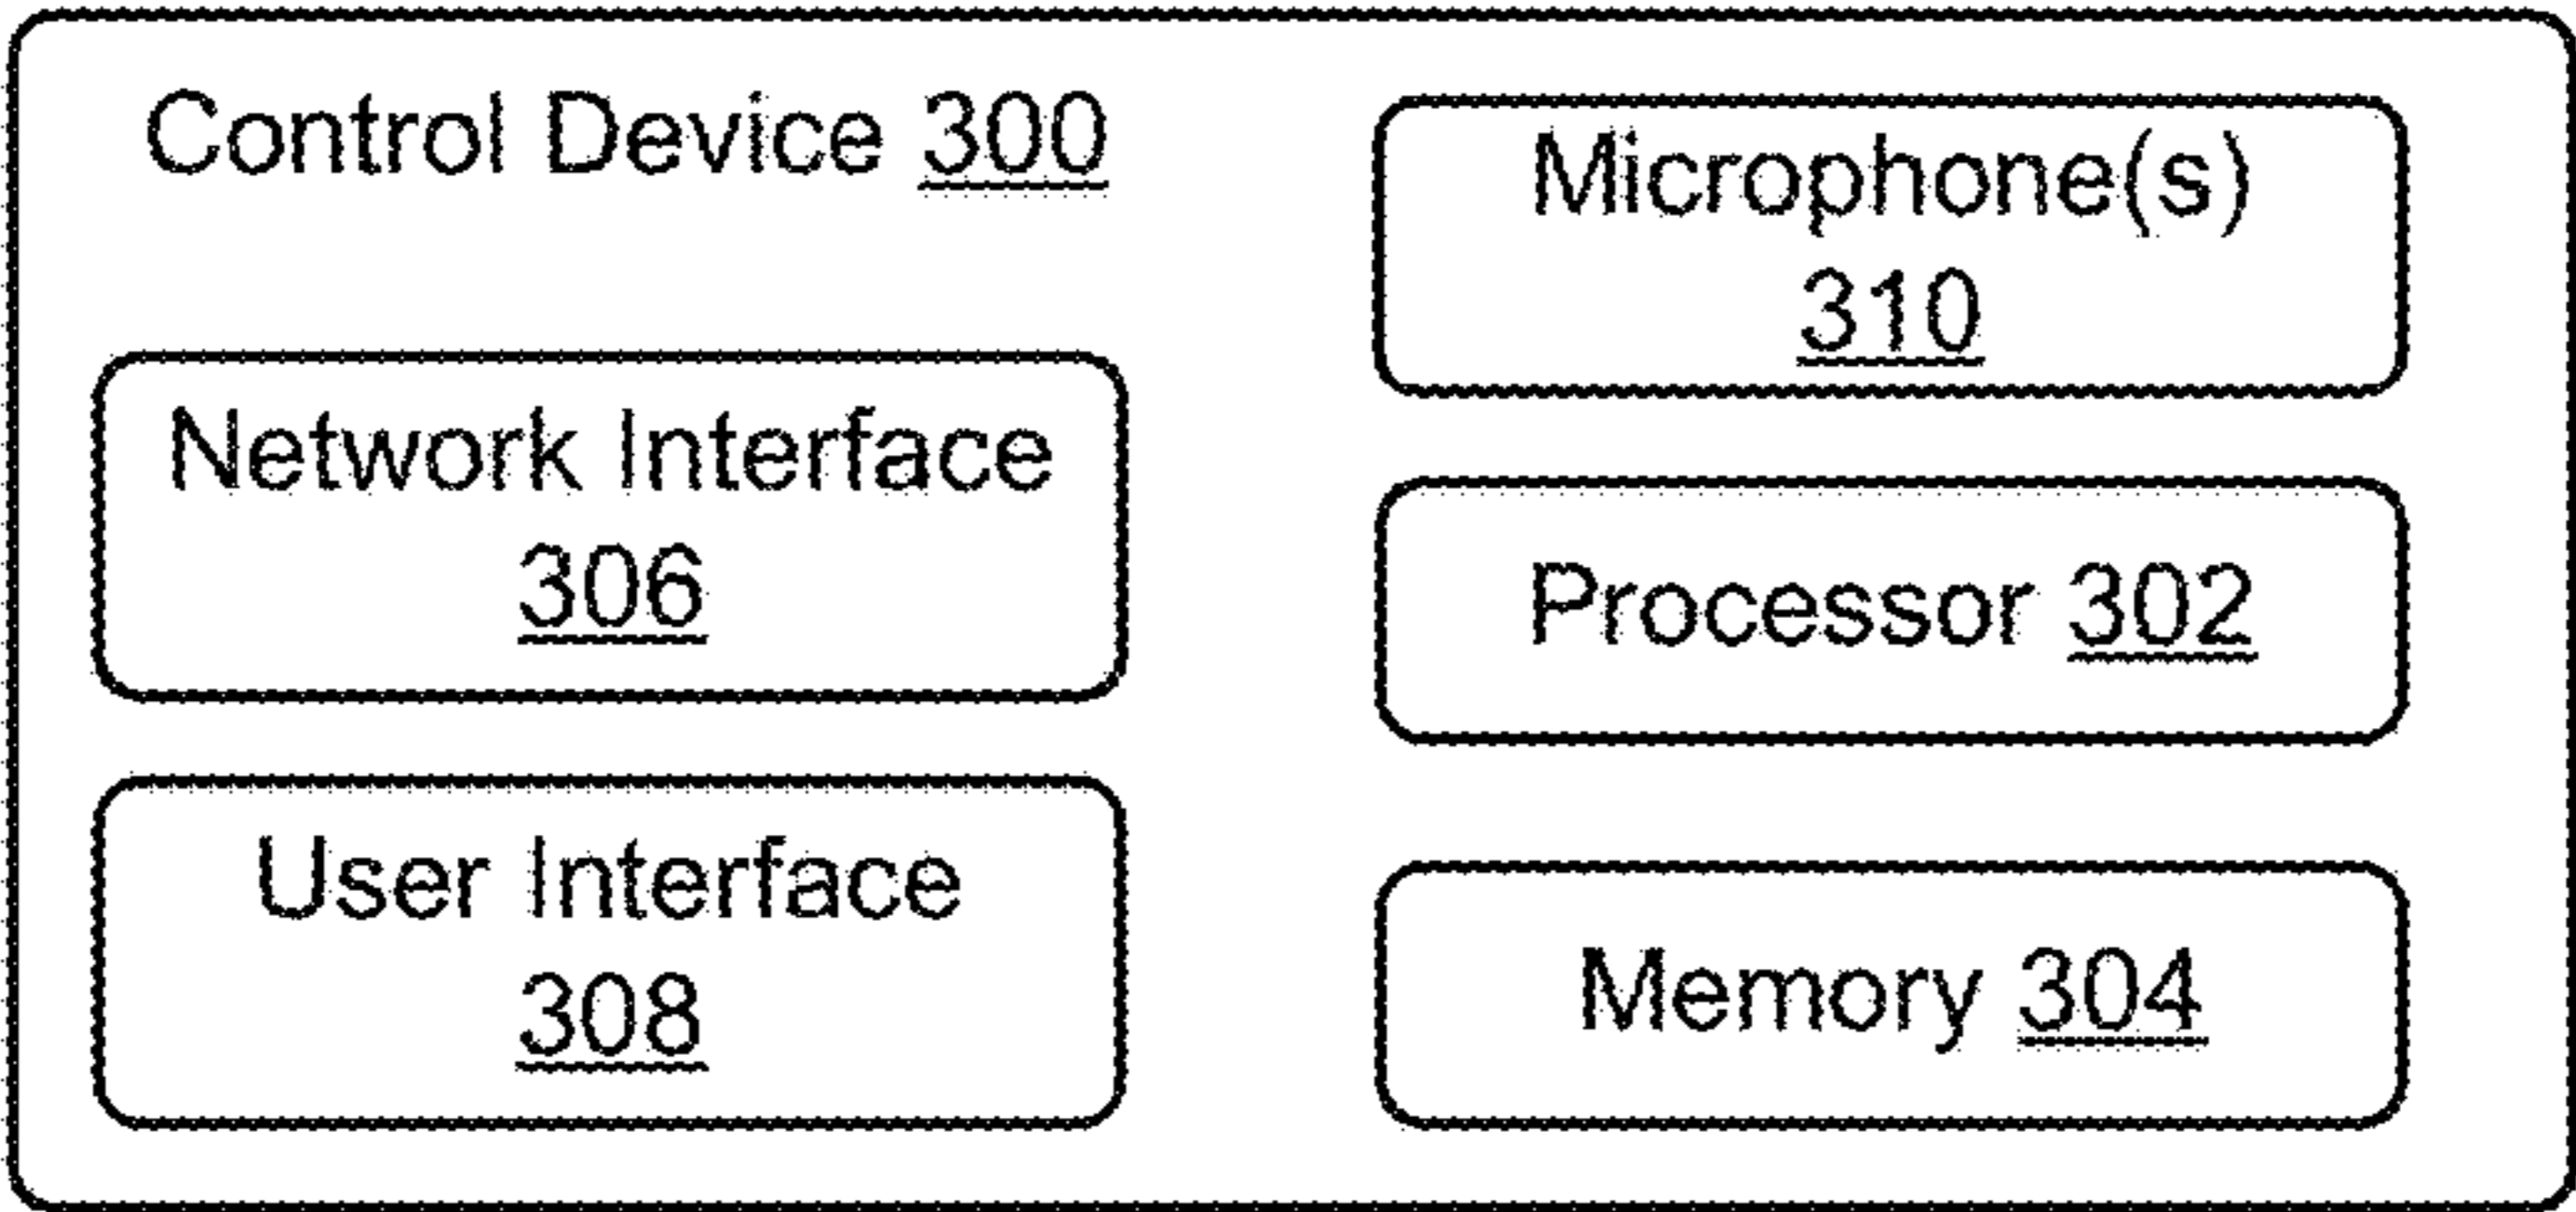 Control Device 300
Network Interface
306
User Interface
308
Microphone(s)
310
Processor 302
Memory 304